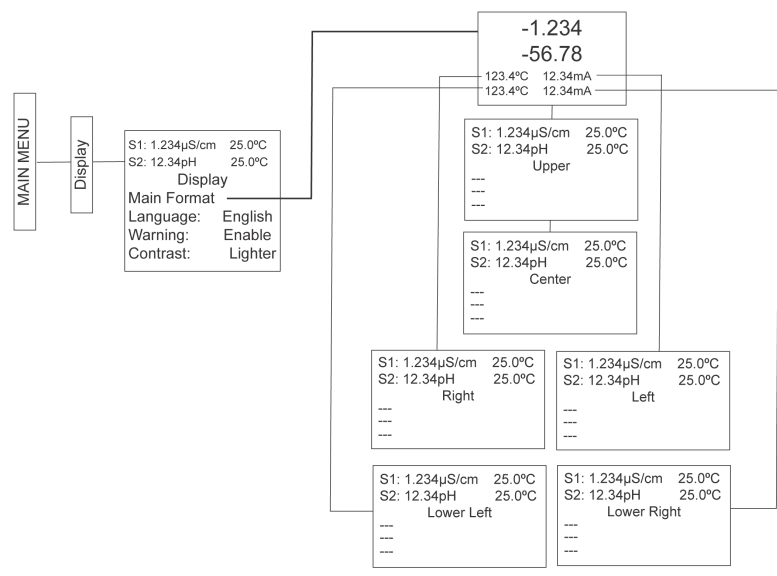 MAIN MENU
Display
S1: 1.234µS/cm 25.0ºC
S2: 12.34pH 25.0ºC
Display
Main Format
Language: English
Warning: Enable
Contrast: Lighter
-1.234
-56.78
123.4ºC 12.34mA
123.4ºC 12.34mA
S1: 1.234µS/cm 25.0ºC
S2: 12.34pH 25.0ºC
Upper
---
---
---
S1: 1.234µS/cm 25.0ºC
S2: 12.34pH 25.0ºC
Center
---
---
---
S1: 1.234µS/cm 25.0ºC
S2: 12.34pH 25.0ºC
Right
---
---
---
S1: 1.234µS/cm 25.0ºC
S2: 12.34pH 25.0ºC
Left
---
---
---
S1: 1.234µS/cm 25.0ºC
S2: 12.34pH 25.0ºC
Lower Left
---
---
---
S1: 1.234µS/cm 25.0ºC
S2: 12.34pH 25.0ºC
Lower Right
---
---
---